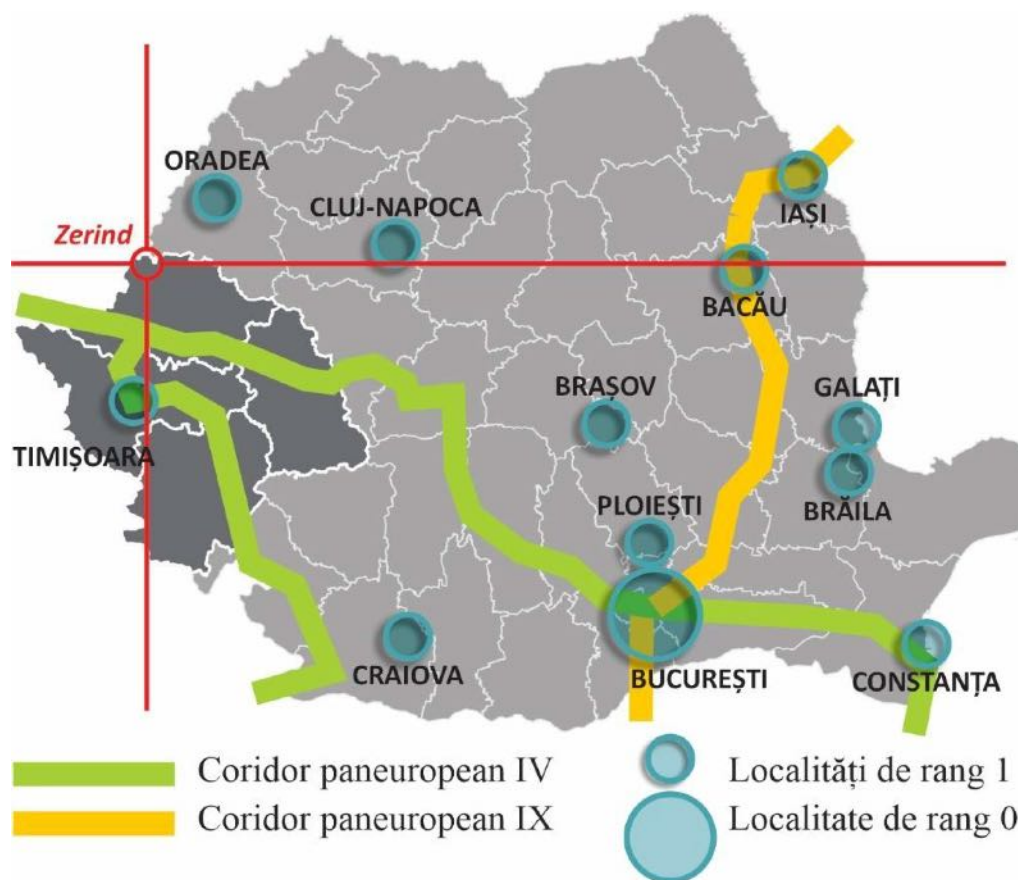 ORADEA
CLUJ-NAPOCA
IAȘI
Zerind
BACĂU
BRAȘOV
GALAȚI
TIMIȘOARA
BRĂILA
PLOIEȘTI
CRAIOVA
BUCUREȘTI
CONSTANȚA
Coridor paneuropean IV
Localități de rang 1
Coridor paneuropean IX
Localitate de rang 0